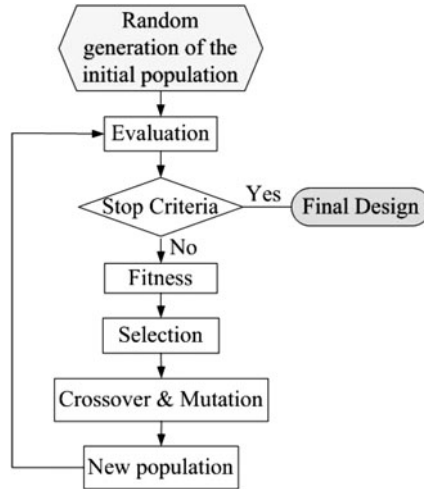 Random
generation of the
initial population
Evaluation
Stop Criteria
Yes
Final Design
No
Fitness
Selection
Crossover & Mutation
New population